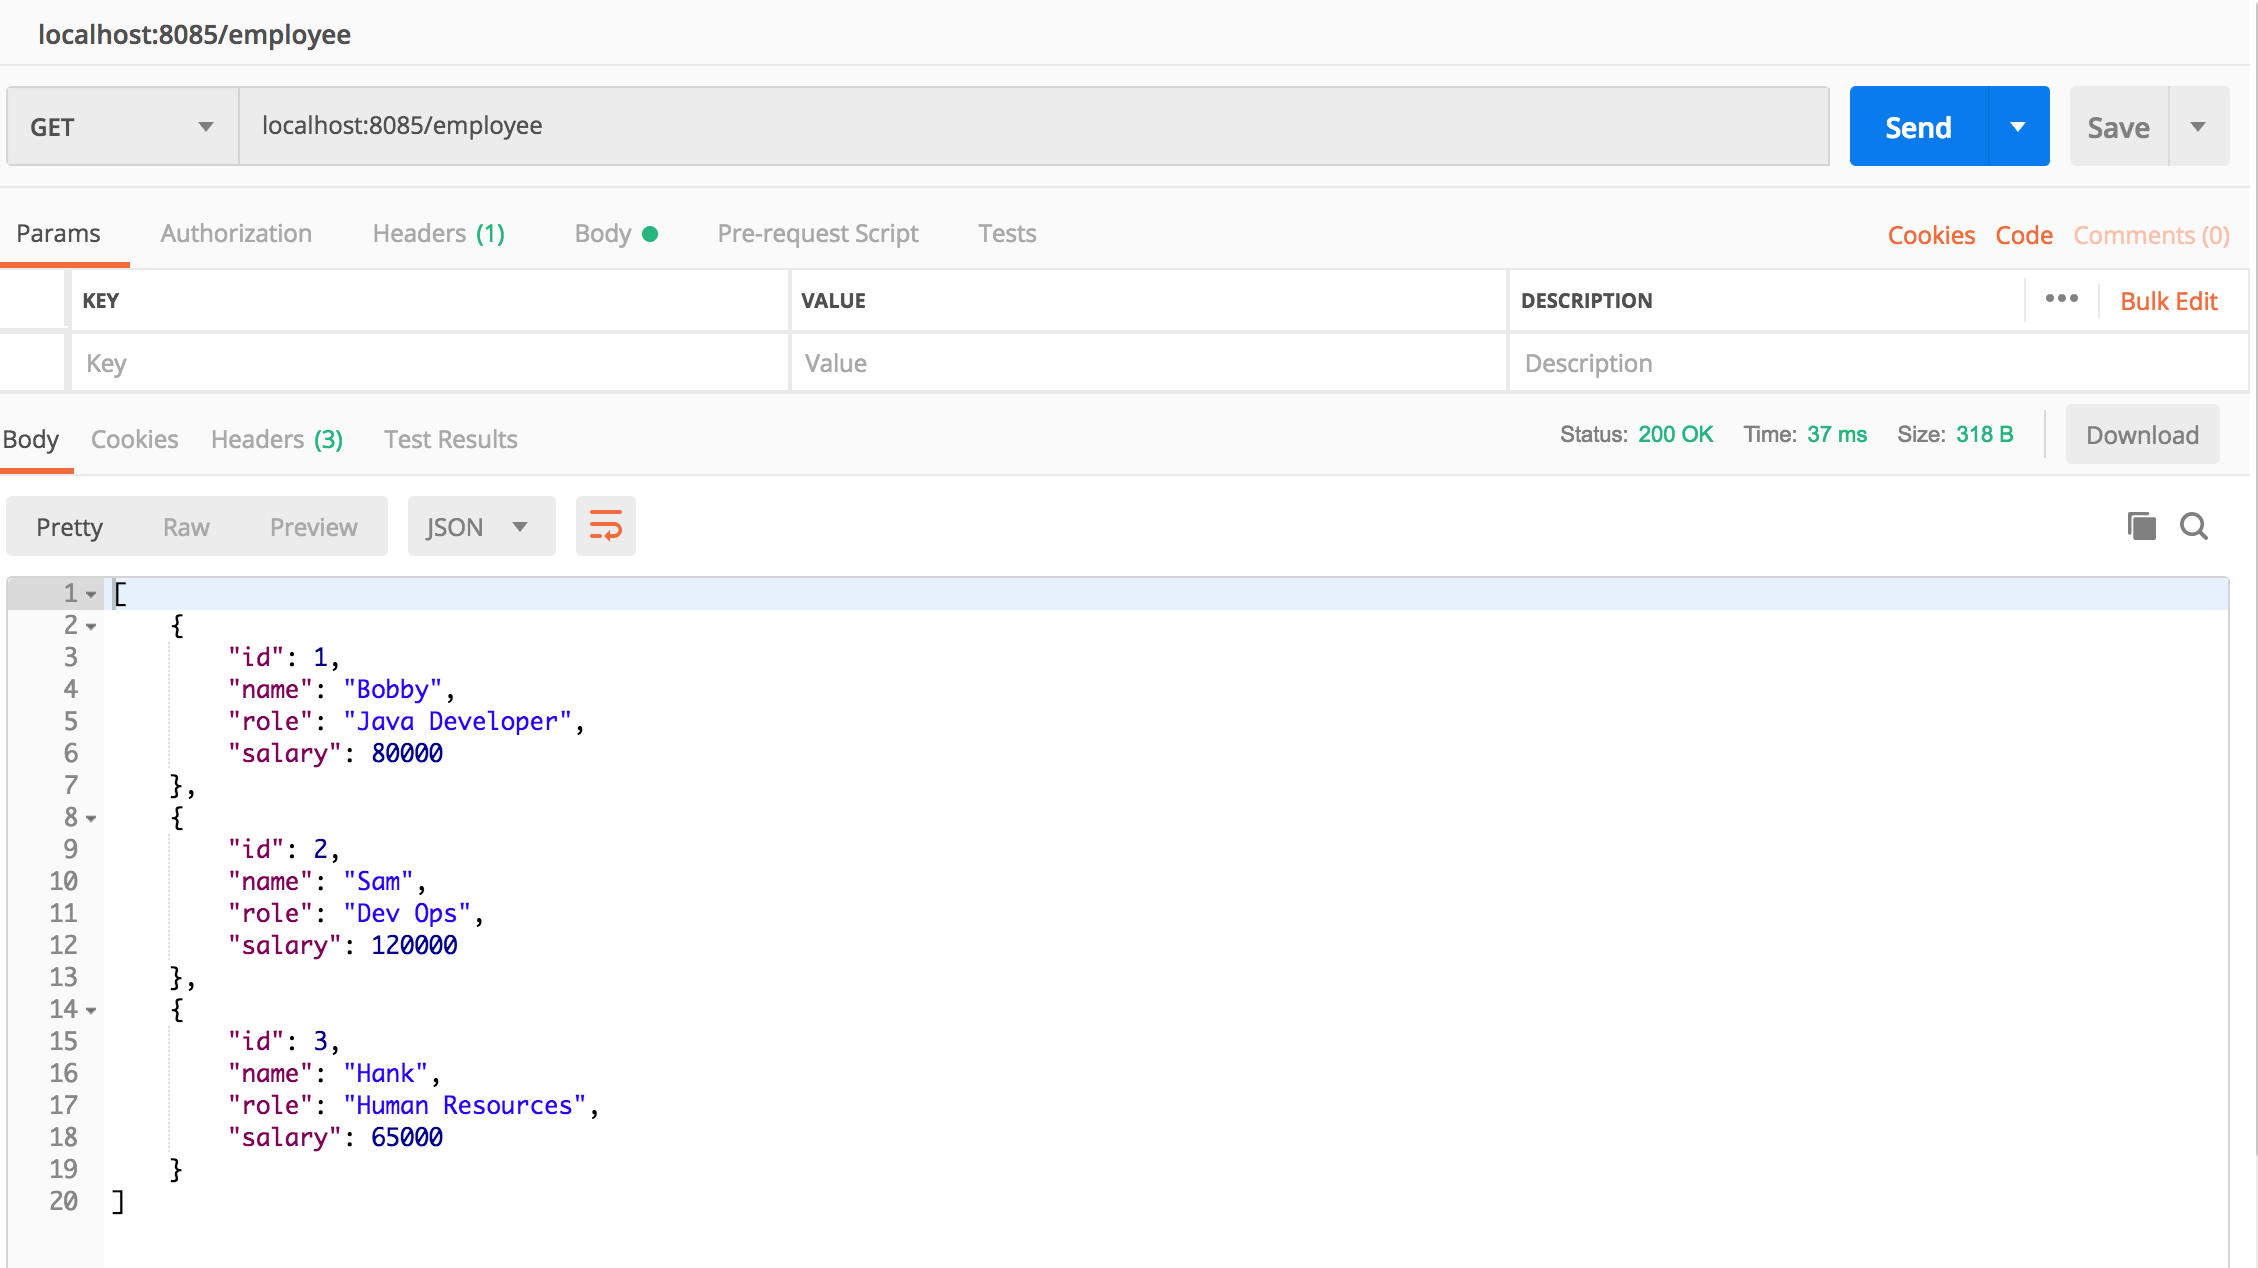 localhost:8085/employee
GET localhost:8085/employee Send Save
Params Authorization Headers (1) Body Pre-request Script Tests Cookies Code Comments (0)
KEY VALUE DESCRIPTION ••• Bulk Edit
Key Value Description
Body Cookies Headers (3) Test Results Status: 200 OK Time: 37 ms Size: 318 B Download
Pretty Raw Preview JSON
1 [
2 {
3 "id": 1,
4 "name": "Bobby",
5 "role": "Java Developer",
6 "salary": 80000
7 },
8 {
9 "id": 2,
10 "name": "Sam",
11 "role": "Dev Ops",
12 "salary": 120000
13 },
14 {
15 "id": 3,
16 "name": "Hank",
17 "role": "Human Resources",
18 "salary": 65000
19 }
20 ]